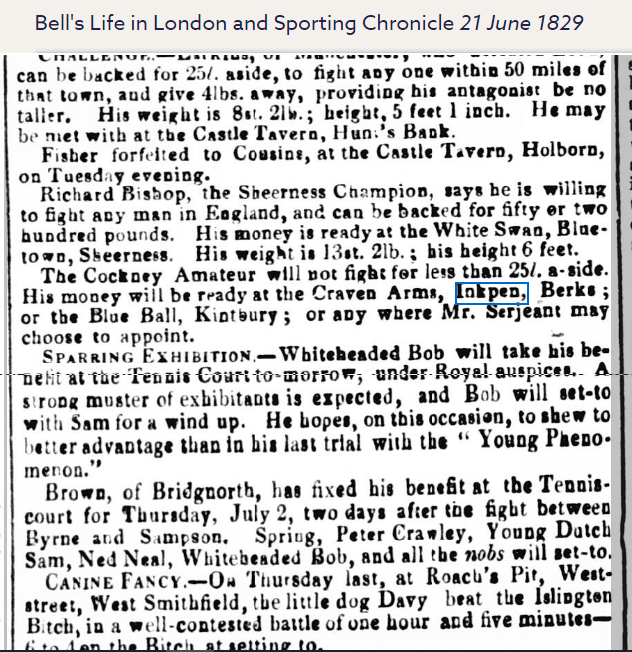 Bell's Life in London and Sporting Chronicle 21 June 1829
CHALLENGE.—
can be backed for 25l. aside, to fight any one within 50 miles of
that town, and give 4lbs. away, providing his antagonist be no
taller. His weight is 8st. 2lb.; height, 5 feet 1 inch. He may
be met with at the Castle Tavern, Hunt's Bank.
Fisher forfeited to Cousins, at the Castle Tavern, Holborn,
on Tuesday evening.
Richard Bishop, the Sheerness Champion, says he is willing
to fight any man in England, and can be backed for fifty or two
hundred pounds. His money is ready at the White Swan, Blue-
town, Sheerness. His weight is 13st. 2lb.; his height 6 feet.
The Cockney Amateur will not fight for less than 25l. a-side.
His money will be ready at the Craven Arms, Inkpen, Berks;
or the Blue Ball, Kintbury; or any where Mr. Serjeant may
choose to appoint.
SPARRING EXHIBITION.—Whiteheaded Bob will take his be-
nefit at the Tennis Court to-morrow, under Royal auspices. A
strong muster of exhibitants is expected, and Bob will set-to
with Sam for a wind up. He hopes, on this occasion, to shew to
better advantage than in his last trial with the “ Young Pheno-
menon.”
Brown, of Bridgnorth, has fixed his benefit at the Tennis-
court for Thursday, July 2, two days after the fight between
Byrne and Sampson. Spring, Peter Crawley, Young Dutch
Sam, Ned Neal, Whiteheaded Bob, and all the nobs will set-to.
CANINE FANCY.—On Thursday last, at Roach's Pit, West-
street, West Smithfield, the little dog Davy beat the Islington
Bitch, in a well-contested battle of one hour and five minutes—
6 to 4 on the Bitch at setting to.